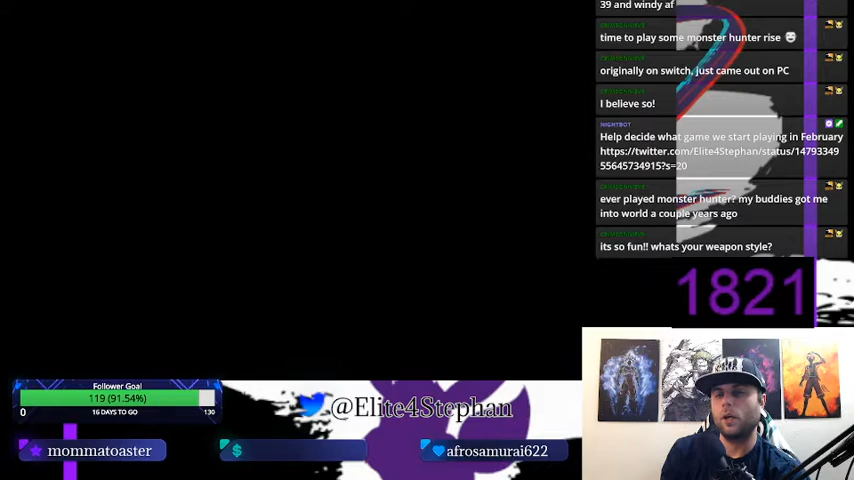 39 and windy af
time to play some monster hunter rise
originally on switch, just came out on PC
I believe so!
NIGHTBOT
Help decide what game we start playing in February
https://twitter.com/Elite4Stephan/status/14793349
55645734915?s=20
ever played monster hunter? my buddies got me
into world a couple years ago
its so fun!! whats your weapon style?
1821
Follower Goal
119 (91.54%)
0
16 DAYS TO GO
130
@Elite4Stephan
mommatoaster
$
afrosamurai622